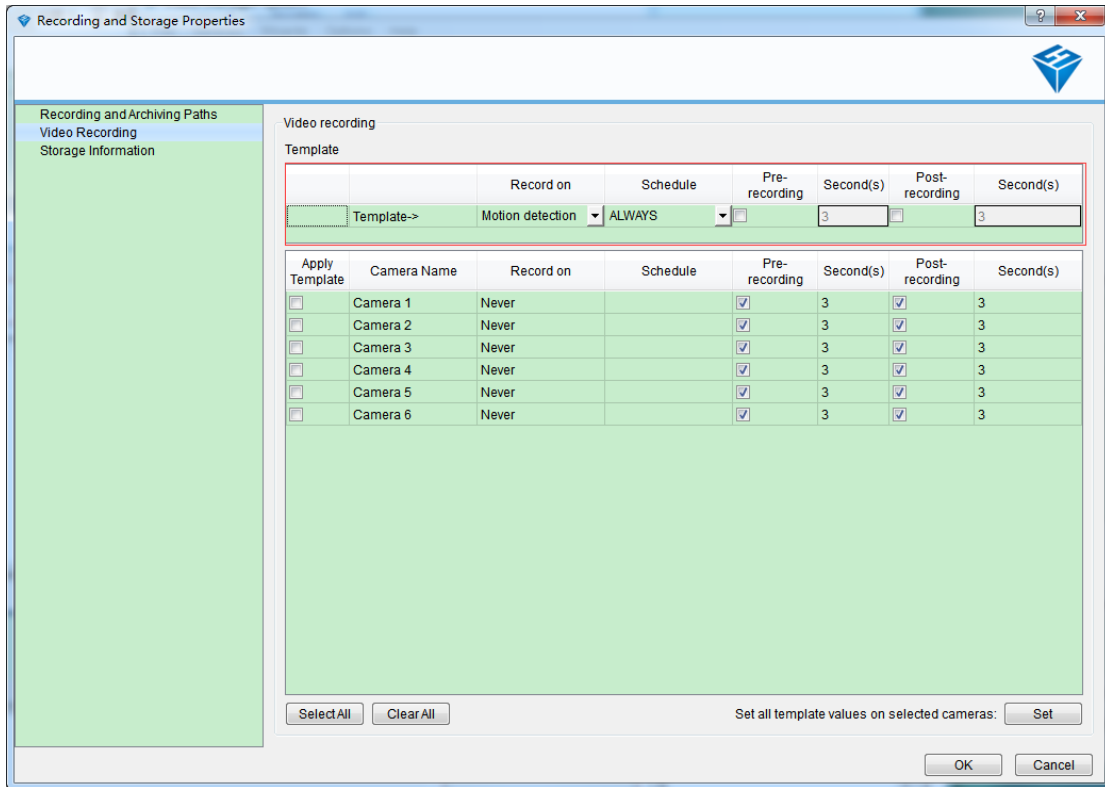 Recording and Storage Properties
Recording and Archiving Paths
Video Recording
Storage Information
Video recording
Template
Record on Schedule Pre-recording Second(s) Post-recording Second(s)
Template-> Motion detection ALWAYS 3 3
Apply Template Camera Name Record on Schedule Pre-recording Second(s) Post-recording Second(s)
Camera 1 Never 3 3
Camera 2 Never 3 3
Camera 3 Never 3 3
Camera 4 Never 3 3
Camera 5 Never 3 3
Camera 6 Never 3 3
Select All Clear All Set all template values on selected cameras: Set
OK Cancel